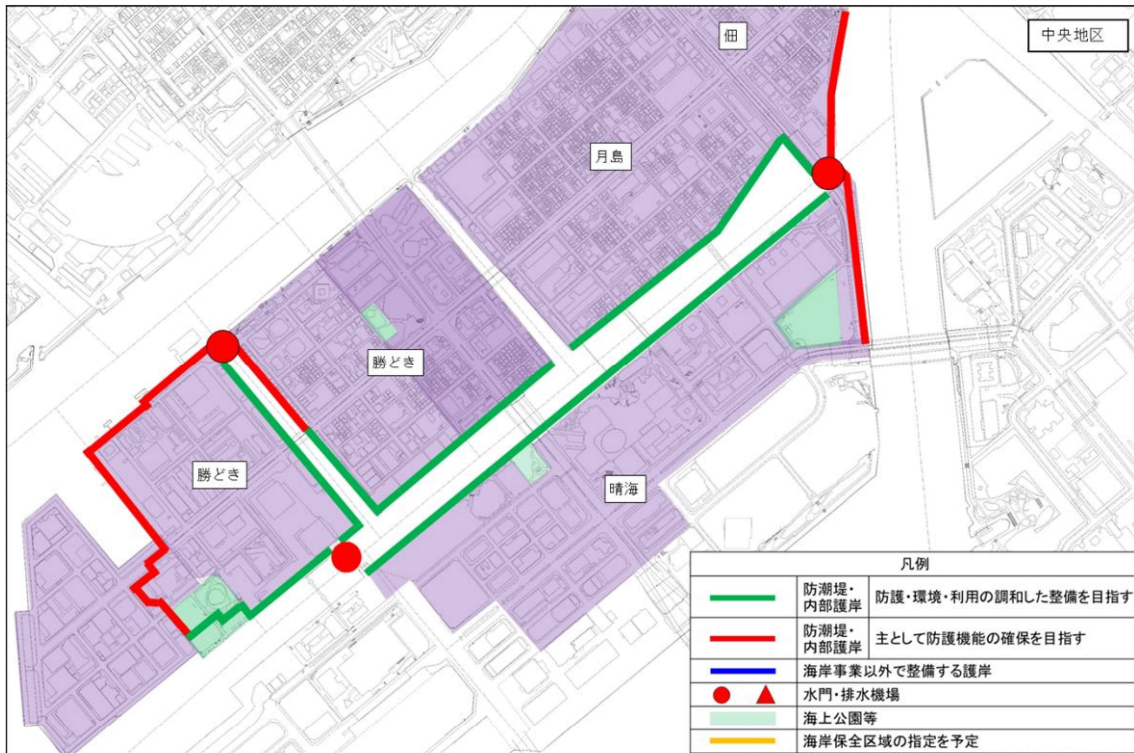 中央地区
佃
月島
勝どき
勝どき
晴海
凡例
防潮堤・
内部護岸
防護・環境・利用の調和した整備を目指す
防潮堤・
内部護岸
主として防護機能の確保を目指す
海岸事業以外で整備する護岸
水門・排水機場
海上公園等
海岸保全区域の指定を予定